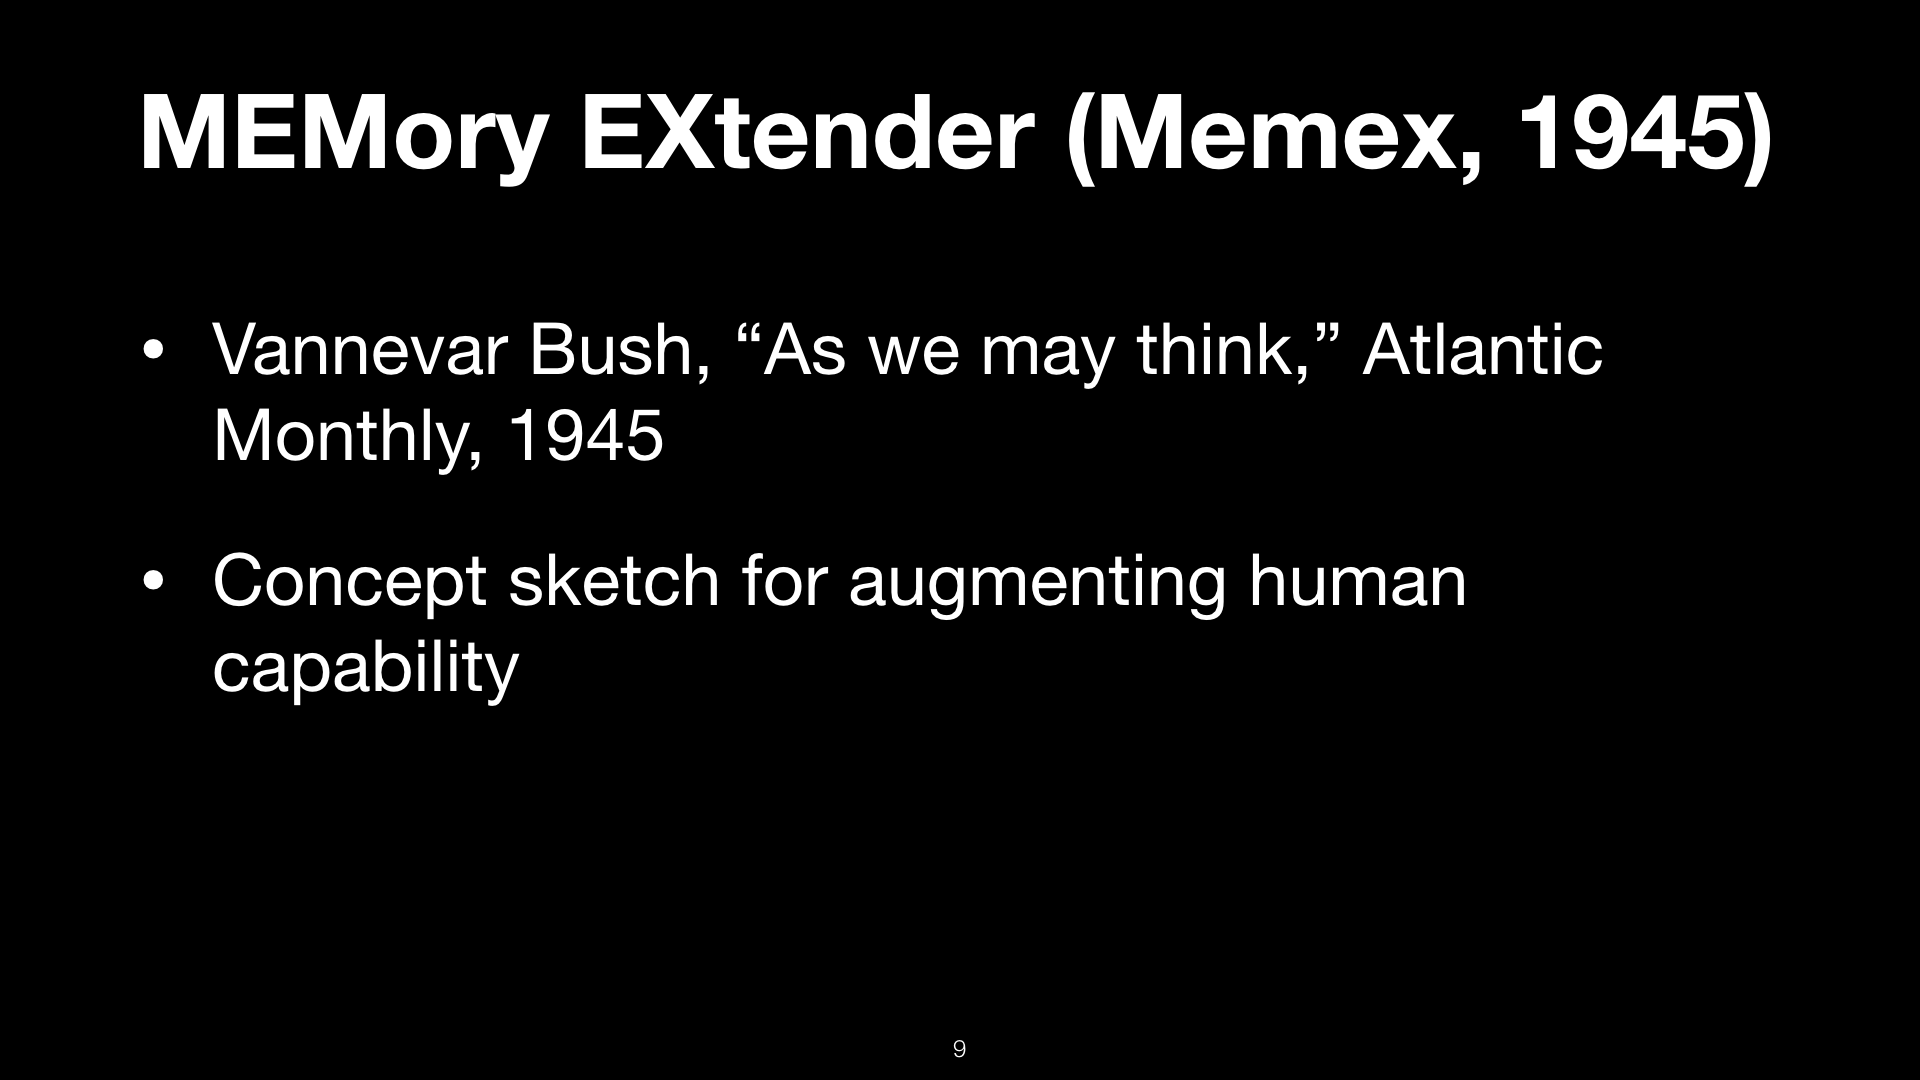 MEMory EXtender (Memex, 1945)
• Vannevar Bush, “As we may think,” Atlantic
Monthly, 1945
• Concept sketch for augmenting human
capability
9